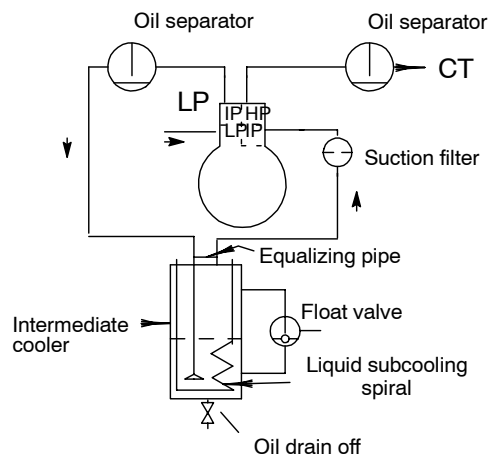 Oil separator
Oil separator
CT
LP
IP HP
LP IP
Suction filter
Equalizing pipe
Float valve
Intermediate
cooler
Liquid subcooling
spiral
Oil drain off